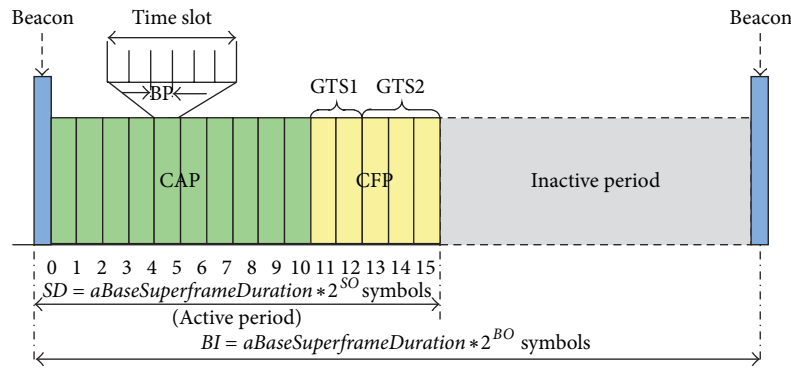 Beacon
Time slot
Beacon
BP
GTS1
GTS2
CAP
CFP
Inactive period
0 1 2 3 4 5 6 7 8 9 10 11 12 13 14 15
SD = aBaseSuperframeDuration * 2^SO symbols
(Active period)
BI = aBaseSuperframeDuration * 2^BO symbols